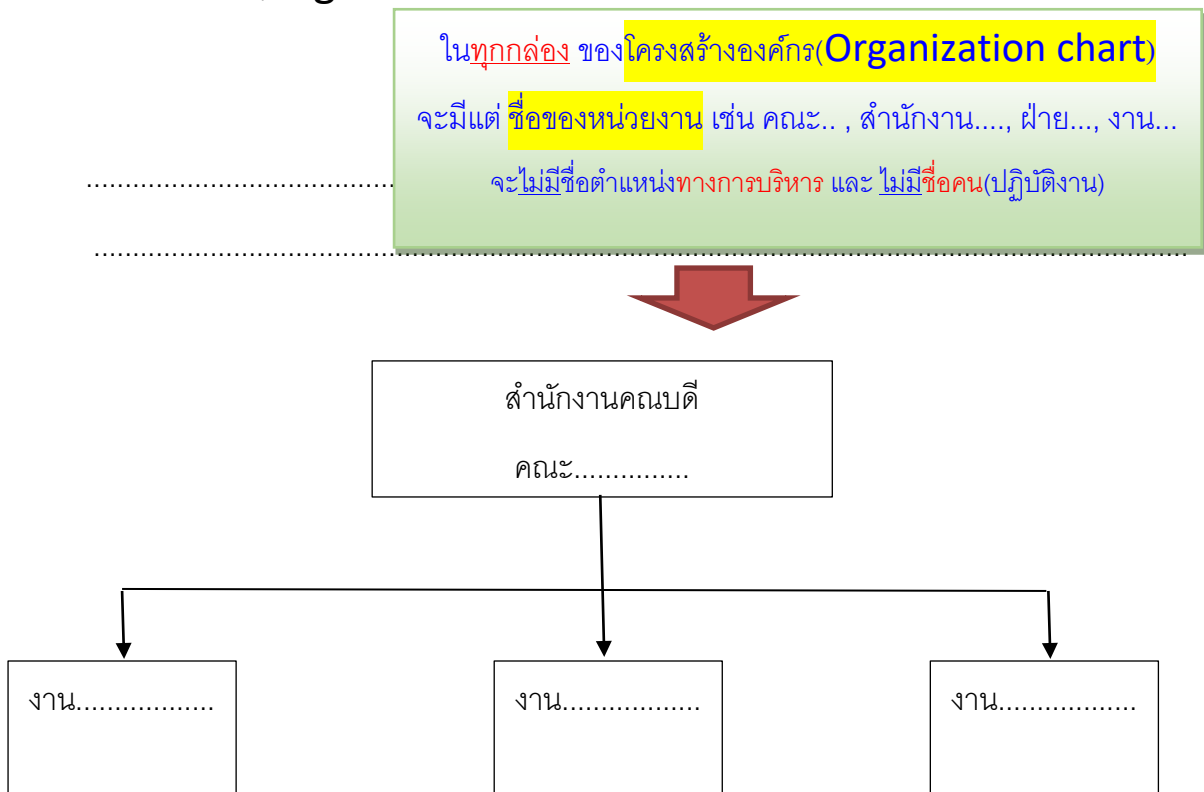 ใน​ทุกกล่อง ของโครงสร้างองค์กร(Organization chart)
จะมีแต่ ชื่อของหน่วยงาน เช่น คณะ.. , สำนักงาน...., ฝ่าย..., งาน...
จะไม่มีชื่อตำแหน่งทางการบริหาร และ ไม่มีชื่อคน(ปฏิบัติงาน)
สำนักงานคณบดี
คณะ...............
งาน..................
งาน..................
งาน..................